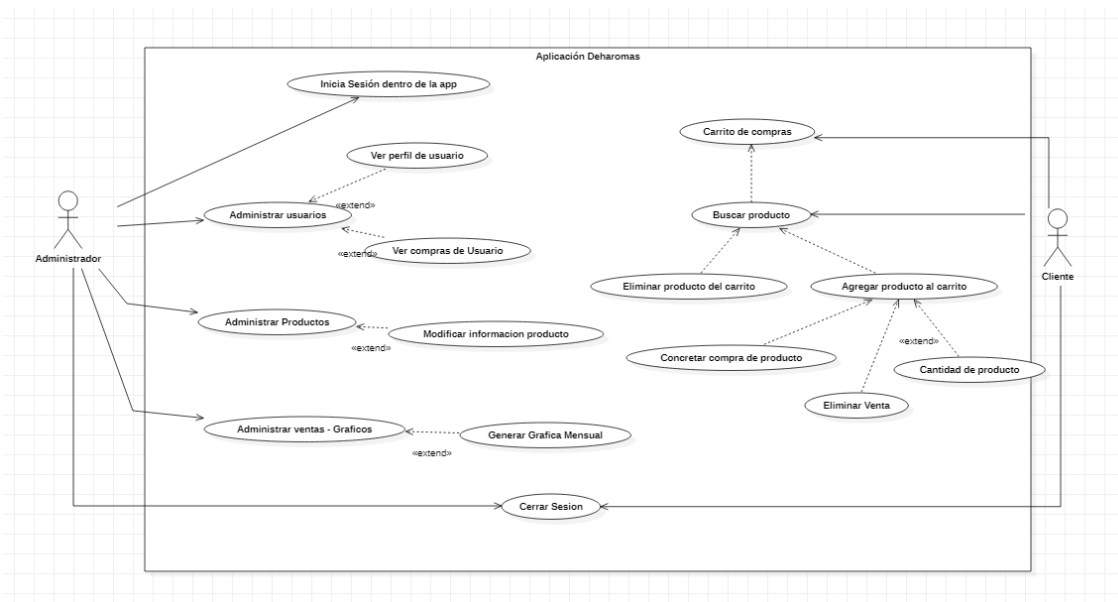 Aplicación Deharomas
Inicia Sesión dentro de la app
Carrito de compras
Ver perfil de usuario
«extend»
Administrar usuarios
Buscar producto
Administrador
«extend»
Ver compras de Usuario
Cliente
Eliminar producto del carrito
Agregar producto al carrito
Administrar Productos
Modificar informacion producto
«extend»
«extend»
Concretar compra de producto
Cantidad de producto
Eliminar Venta
Administrar ventas - Graficos
Generar Grafica Mensual
«extend»
Cerrar Sesion